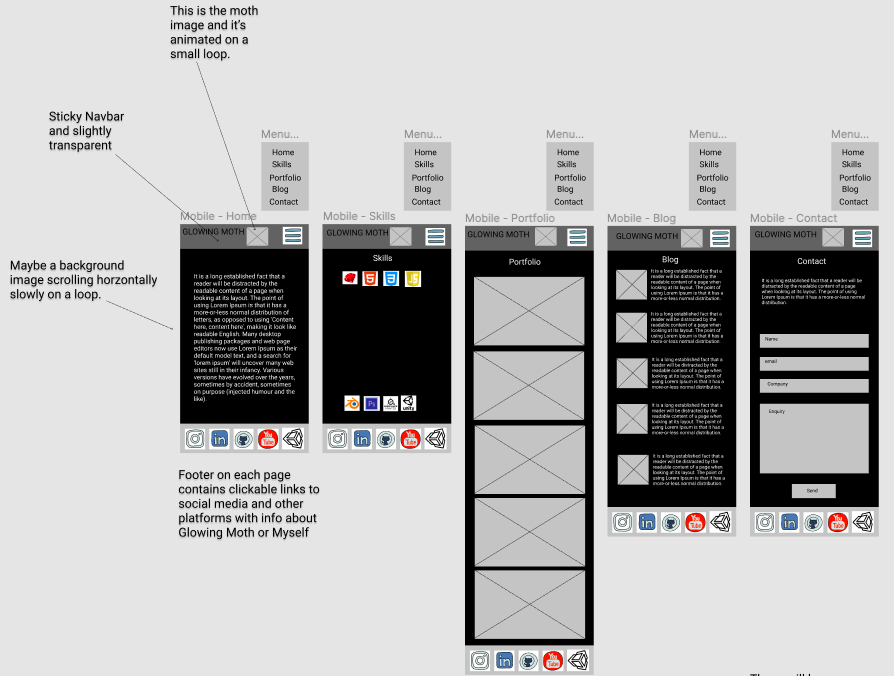 This is the moth
image and it's
animated on a
small loop.
Sticky Navbar
and slightly
transparent
Maybe a background
image scrolling horzontally
slowly on a loop.
Menu...
Home
Skills
Portfolio
Blog
Contact
Mobile - Home
GLOWING MOTH
It is a long established fact that a
reader will be distracted by the
readable content of a page when
looking at its layout. The point of
using Lorem Ipsum is that it has a
more-or-less normal distribution of
letters, as opposed to using 'Content
here, content here', making it look like
readable English. Many desktop
publishing packages and web page
editors now use Lorem Ipsum as their
default model text, and a search for
'lorem ipsum' will uncover many web
sites still in their infancy. Various
versions have evolved over the years,
sometimes by accident, sometimes
on purpose (injected humour and the
like).
in
You
Tube
Footer on each page
contains clickable links to
social media and other
platforms with info about
Glowing Moth or Myself
Menu...
Home
Skills
Portfolio
Blog
Contact
Mobile - Skills
GLOWING MOTH
Skills
Ps
unity
in
You
Tube
Menu...
Home
Skills
Portfolio
Blog
Contact
Mobile - Portfolio
GLOWING MOTH
Portfolio
in
You
Tube
Menu...
Home
Skills
Portfolio
Blog
Contact
Mobile - Blog
GLOWING MOTH
Blog
It is a long established fact that a
reader will be distracted by the
readable content of a page when
looking at its layout. The point of
using Lorem Ipsum is that it has a
more-or-less normal distribution.
It is a long established fact that a
reader will be distracted by the
readable content of a page when
looking at its layout. The point of
using Lorem Ipsum is that it has a
more-or-less normal distribution.
It is a long established fact that a
reader will be distracted by the
readable content of a page when
looking at its layout. The point of
using Lorem Ipsum is that it has a
more-or-less normal distribution.
It is a long established fact that a
reader will be distracted by the
readable content of a page when
looking at its layout. The point of
using Lorem Ipsum is that it has a
more-or-less normal distribution.
It is a long established fact that a
reader will be distracted by the
readable content of a page when
looking at its layout. The point of
using Lorem Ipsum is that it has a
more-or-less normal distribution.
in
You
Tube
Menu...
Home
Skills
Portfolio
Blog
Contact
Mobile - Contact
GLOWING MOTH
Contact
It is a long established fact that a reader will be
distracted by the readable content of a page
when looking at its layout. The point of using
Lorem Ipsum is that it has a more-or-less normal
distribution.
Name
email
Company
Enquiry
Send
in
You
Tube